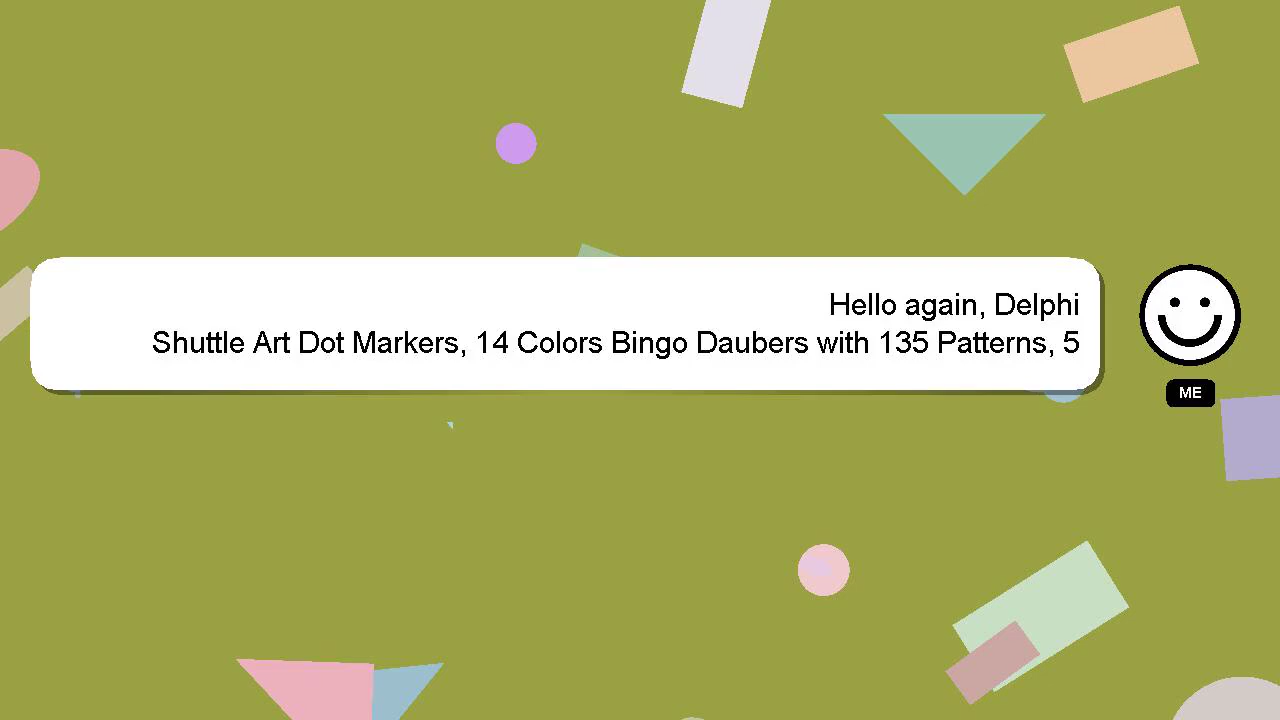 Hello again, Delphi
Shuttle Art Dot Markers, 14 Colors Bingo Daubers with 135 Patterns, 5
ME